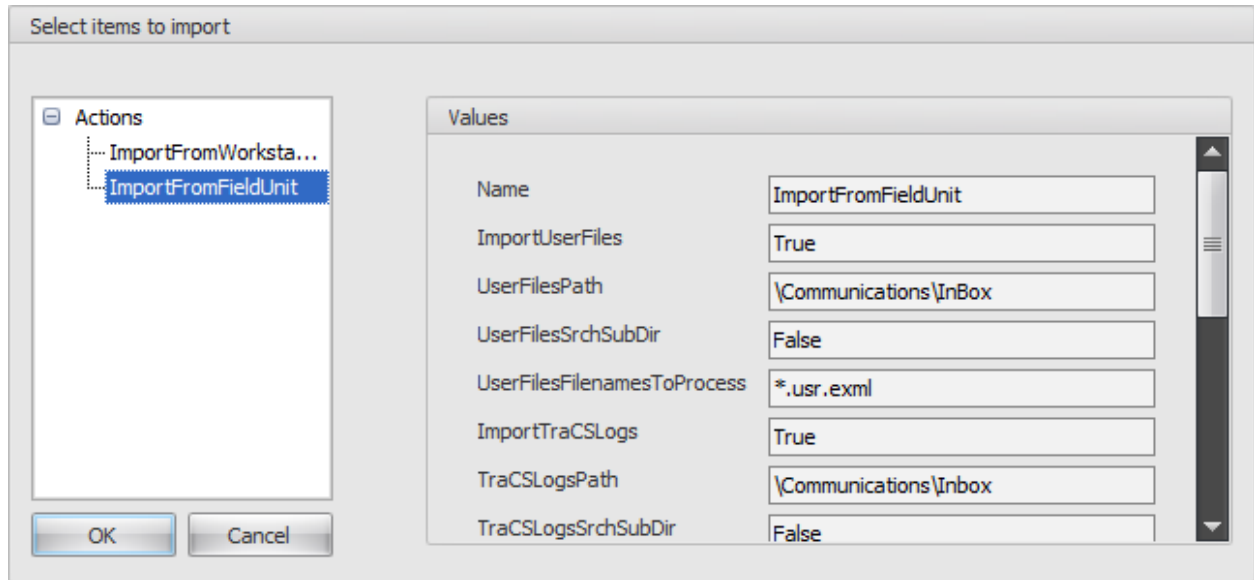 Select items to import
Actions
ImportFromWorksta...
ImportFromFieldUnit
OK
Cancel
Values
Name
ImportFromFieldUnit
ImportUserFiles
True
UserFilesPath
\Communications\InBox
UserFilesSrchSubDir
False
UserFilesFilenamesToProcess
*.usr.exml
ImportTraCSLogs
True
TraCSLogsPath
\Communications\Inbox
TraCSLogsSrchSubDir
False